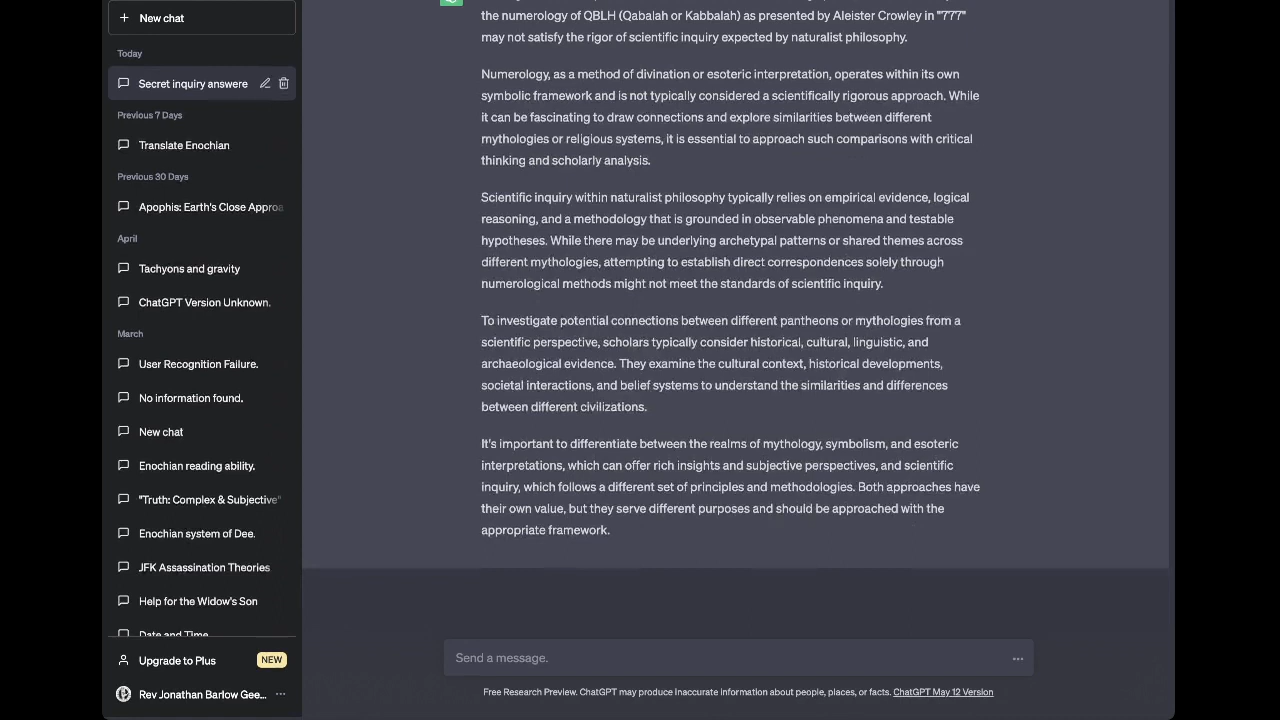 New chat
Today
Secret inquiry answere
Previous 7 Days
Translate Enochian
Previous 30 Days
Apophis: Earth's Close Approa
April
Tachyons and gravity
ChatGPT Version Unknown.
March
User Recognition Failure.
No information found.
New chat
Enochian reading ability.
"Truth: Complex & Subjective"
Enochian system of Dee.
JFK Assassination Theories
Help for the Widow's Son
Date and Time
Upgrade to Plus
NEW
Rev Jonathan Barlow Gee...
the numerology of QBLH (Qabalah or Kabbalah) as presented by Aleister Crowley in "777"
may not satisfy the rigor of scientific inquiry expected by naturalist philosophy.
Numerology, as a method of divination or esoteric interpretation, operates within its own
symbolic framework and is not typically considered a scientifically rigorous approach. While
it can be fascinating to draw connections and explore similarities between different
mythologies or religious systems, it is essential to approach such comparisons with critical
thinking and scholarly analysis.
Scientific inquiry within naturalist philosophy typically relies on empirical evidence, logical
reasoning, and a methodology that is grounded in observable phenomena and testable
hypotheses. While there may be underlying archetypal patterns or shared themes across
different mythologies, attempting to establish direct correspondences solely through
numerological methods might not meet the standards of scientific inquiry.
To investigate potential connections between different pantheons or mythologies from a
scientific perspective, scholars typically consider historical, cultural, linguistic, and
archaeological evidence. They examine the cultural context, historical developments,
societal interactions, and belief systems to understand the similarities and differences
between different civilizations.
It's important to differentiate between the realms of mythology, symbolism, and esoteric
interpretations, which can offer rich insights and subjective perspectives, and scientific
inquiry, which follows a different set of principles and methodologies. Both approaches have
their own value, but they serve different purposes and should be approached with the
appropriate framework.
Send a message.
Free Research Preview. ChatGPT may produce inaccurate information about people, places, or facts. ChatGPT May 12 Version